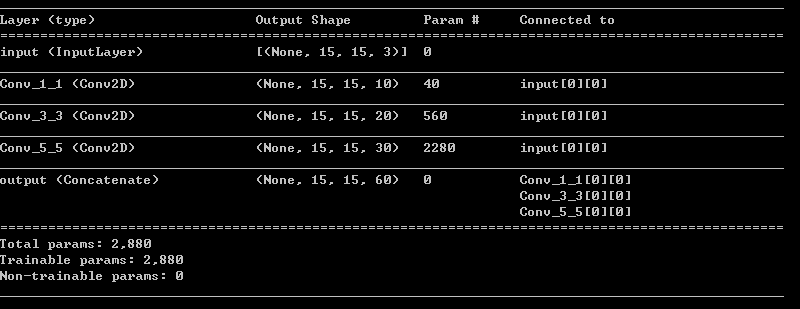 Layer (type) Output Shape Param # Connected to
input (InputLayer) [(None, 15, 15, 3)] 0
Conv_1_1 (Conv2D) (None, 15, 15, 10) 40 input[0][0]
Conv_3_3 (Conv2D) (None, 15, 15, 20) 560 input[0][0]
Conv_5_5 (Conv2D) (None, 15, 15, 30) 2280 input[0][0]
output (Concatenate) (None, 15, 15, 60) 0 Conv_1_1[0][0]
Conv_3_3[0][0]
Conv_5_5[0][0]
Total params: 2,880
Trainable params: 2,880
Non-trainable params: 0